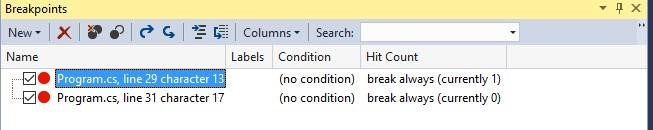 Breakpoints
New Columns Search:
Name Labels Condition Hit Count
Program.cs, line 29 character 13 (no condition) break always (currently 1)
Program.cs, line 31 character 17 (no condition) break always (currently 0)